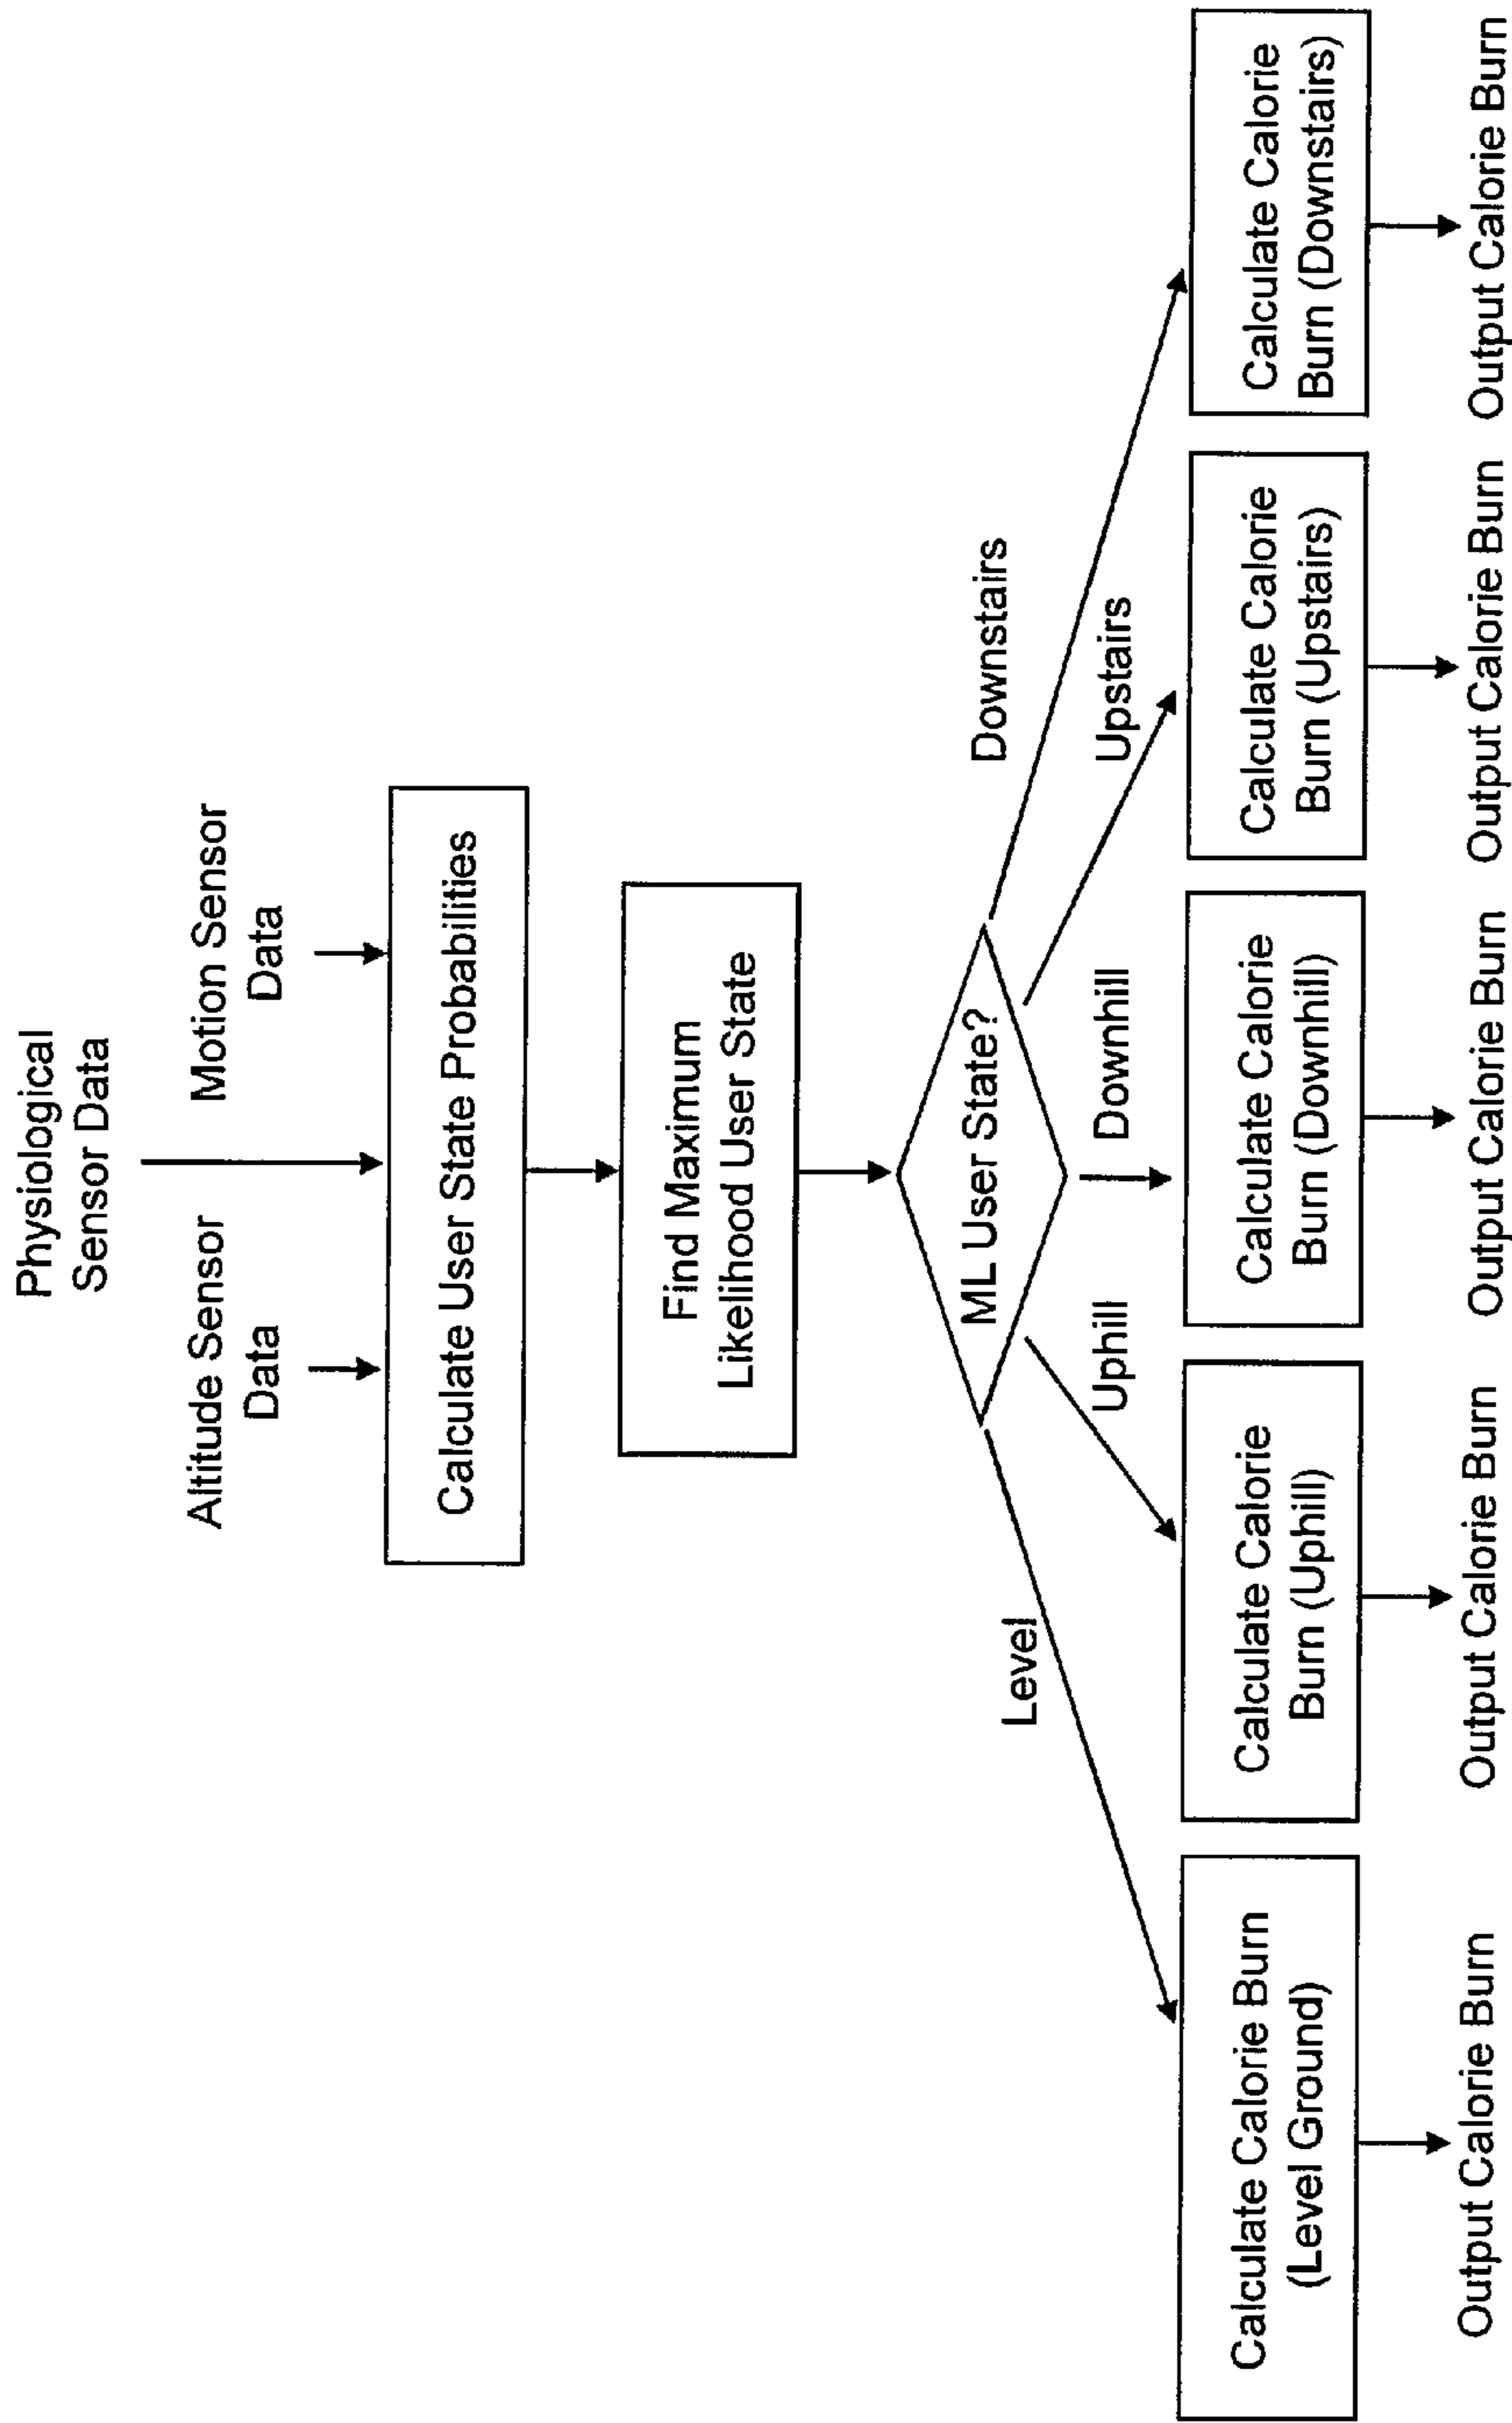 Physiological
Sensor Data
Altitude Sensor
Data
Motion Sensor
Data
Calculate User State Probabilities
Find Maximum
Likelihood User State
ML User State?
Level
Uphill
Downhill
Upstairs
Downstairs
Calculate Calorie Burn
(Level Ground)
Calculate Calorie
Burn (Uphill)
Calculate Calorie
Burn (Downhill)
Calculate Calorie
Burn (Upstairs)
Calculate Calorie
Burn (Downstairs)
Output Calorie Burn
Output Calorie Burn
Output Calorie Burn
Output Calorie Burn
Output Calorie Burn